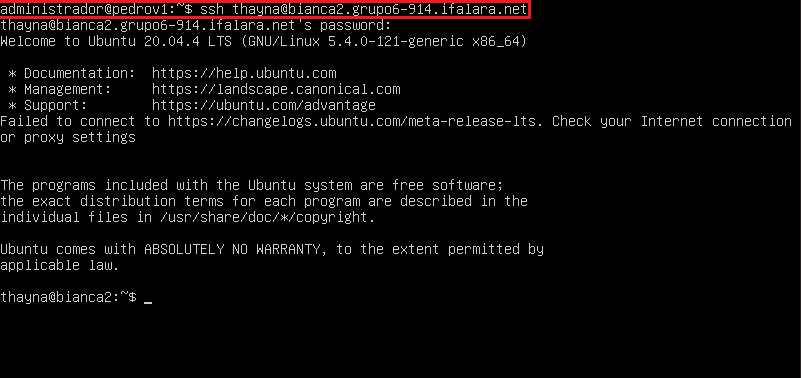 administrador@pedrov1:~$ ssh thayna@bianca2.grupo6-914.ifalara.net
thayna@bianca2.grupo6-914.ifalara.net's password:
Welcome to Ubuntu 20.04.4 LTS (GNU/Linux 5.4.0-121-generic x86_64)

 * Documentation:  https://help.ubuntu.com
 * Management:     https://landscape.canonical.com
 * Support:        https://ubuntu.com/advantage
Failed to connect to https://changelogs.ubuntu.com/meta-release-lts. Check your Internet connection
or proxy settings


The programs included with the Ubuntu system are free software;
the exact distribution terms for each program are described in the
individual files in /usr/share/doc/*/copyright.

Ubuntu comes with ABSOLUTELY NO WARRANTY, to the extent permitted by
applicable law.

thayna@bianca2:~$ _